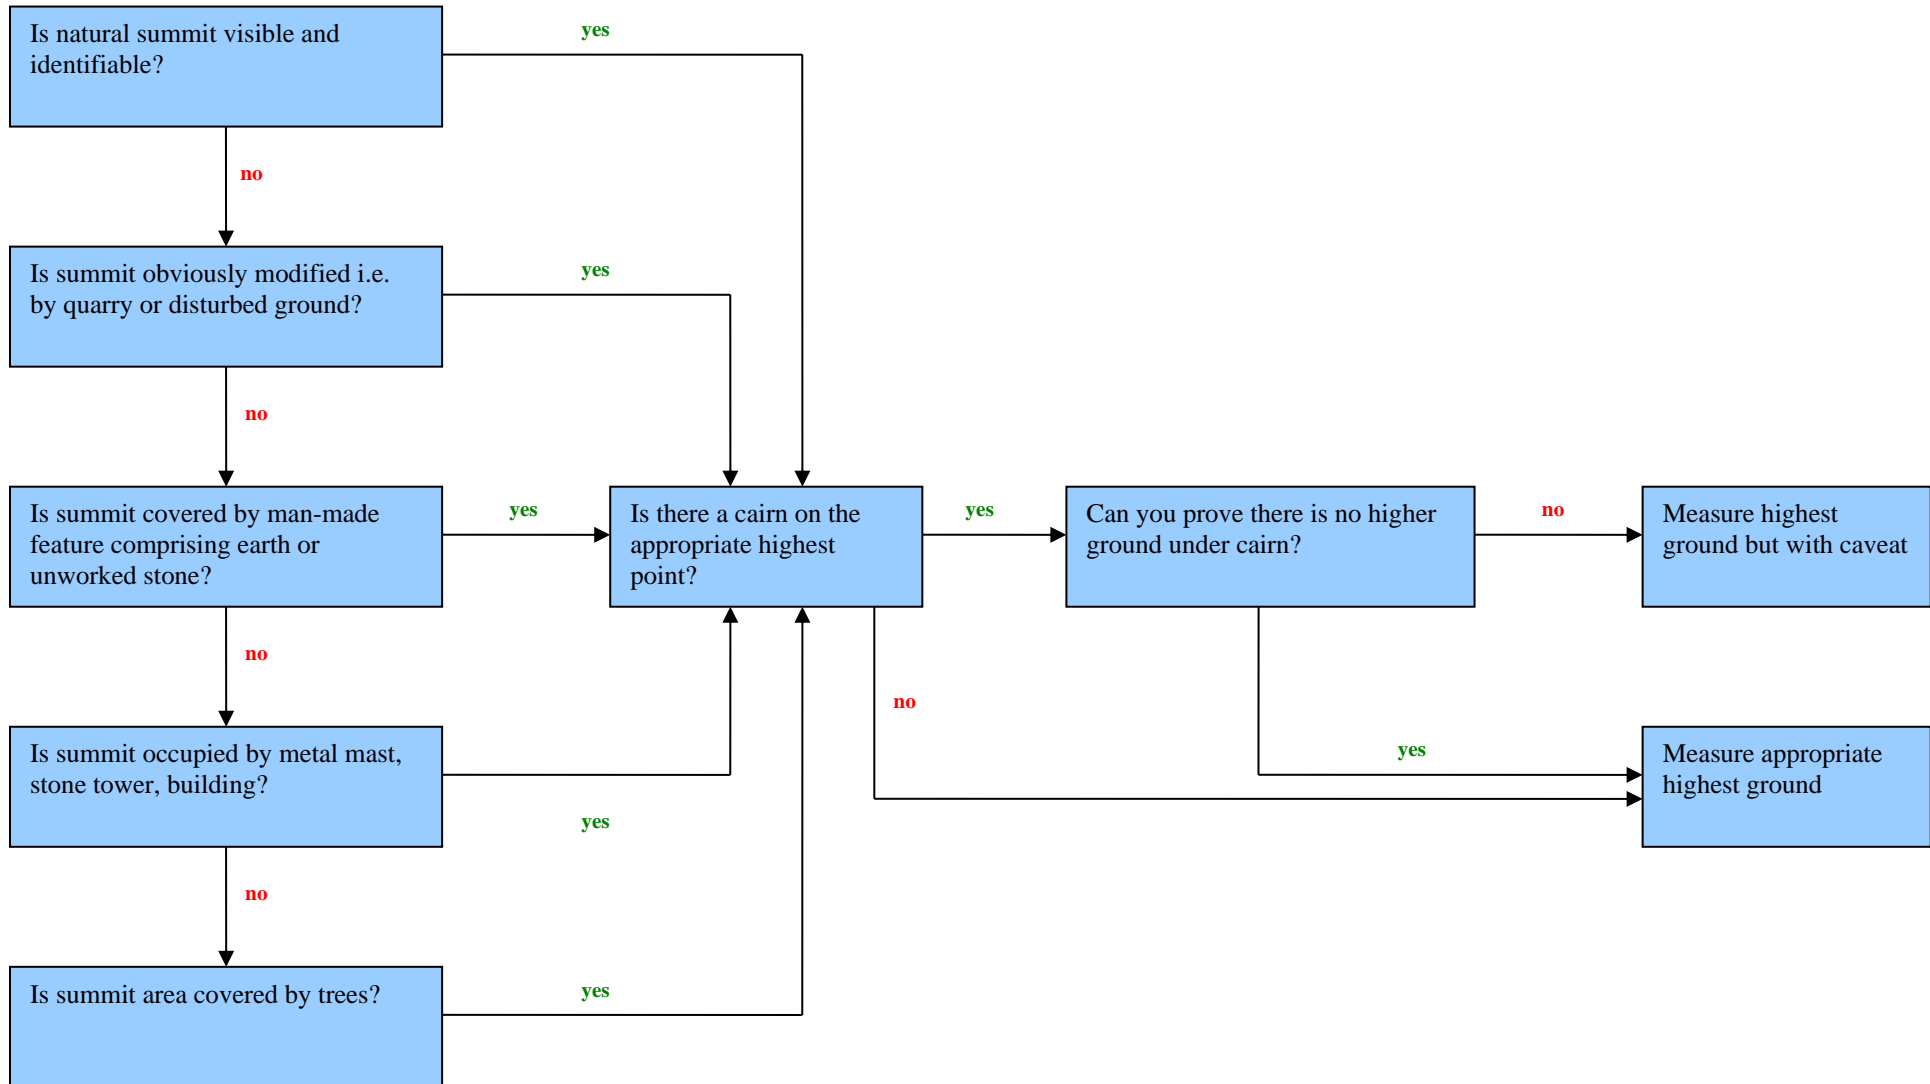 Is natural summit visible and
identifiable?
yes
no
Is summit obviously modified i.e.
by quarry or disturbed ground?
yes
no
Is summit covered by man-made
feature comprising earth or
unworked stone?
yes
Is there a cairn on the
appropriate highest
point?
yes
Can you prove there is no higher
ground under cairn?
no
Measure highest
ground but with caveat
no
no
Is summit occupied by metal mast,
stone tower, building?
yes
yes
Measure appropriate
highest ground
no
Is summit area covered by trees?
yes